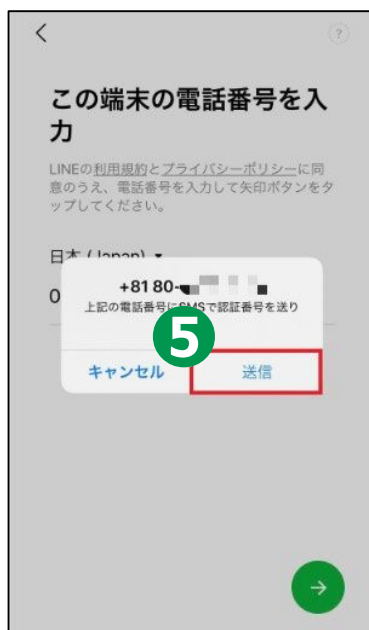 この端末の電話番号を入
力
LINEの利用規約とプライバシーポリシーに同
意のうえ、電話番号を入力して矢印ボタンをタ
ップしてください。
日本 (Japan)
0
+81 80-
上記の電話番号にSMSで認証番号を送り
5
キャンセル 送信